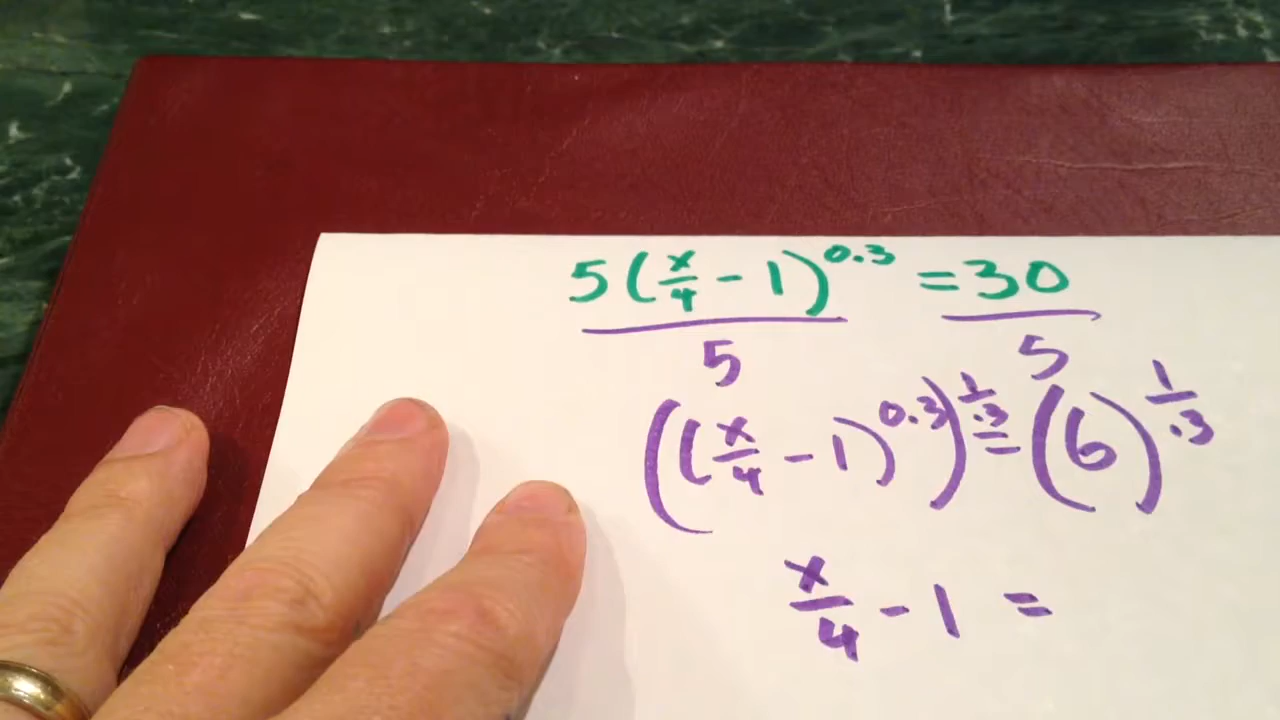 5(x/4 - 1)^0.3 = 30
5 5
((x/4 - 1)^0.3)^1/.3 = (6)^1/.3
x/4 - 1 =